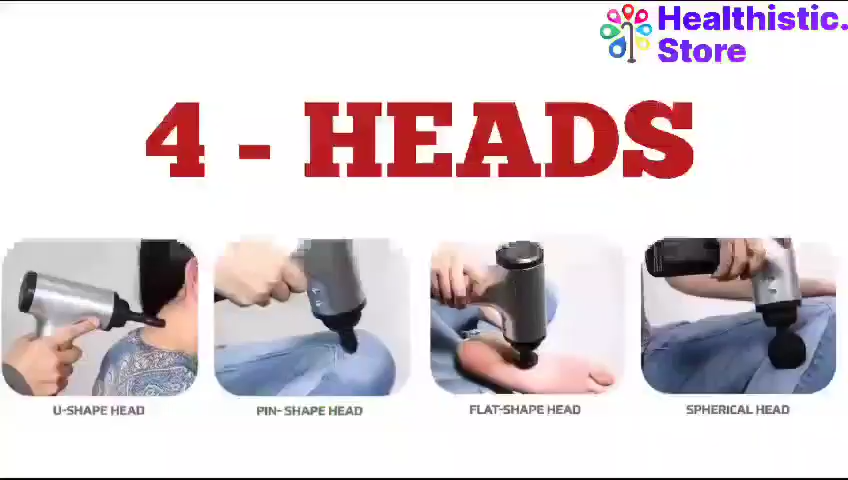 Healthistic.
Store
4 - HEADS
U-SHAPE HEAD
PIN- SHAPE HEAD
FLAT-SHAPE HEAD
SPHERICAL HEAD